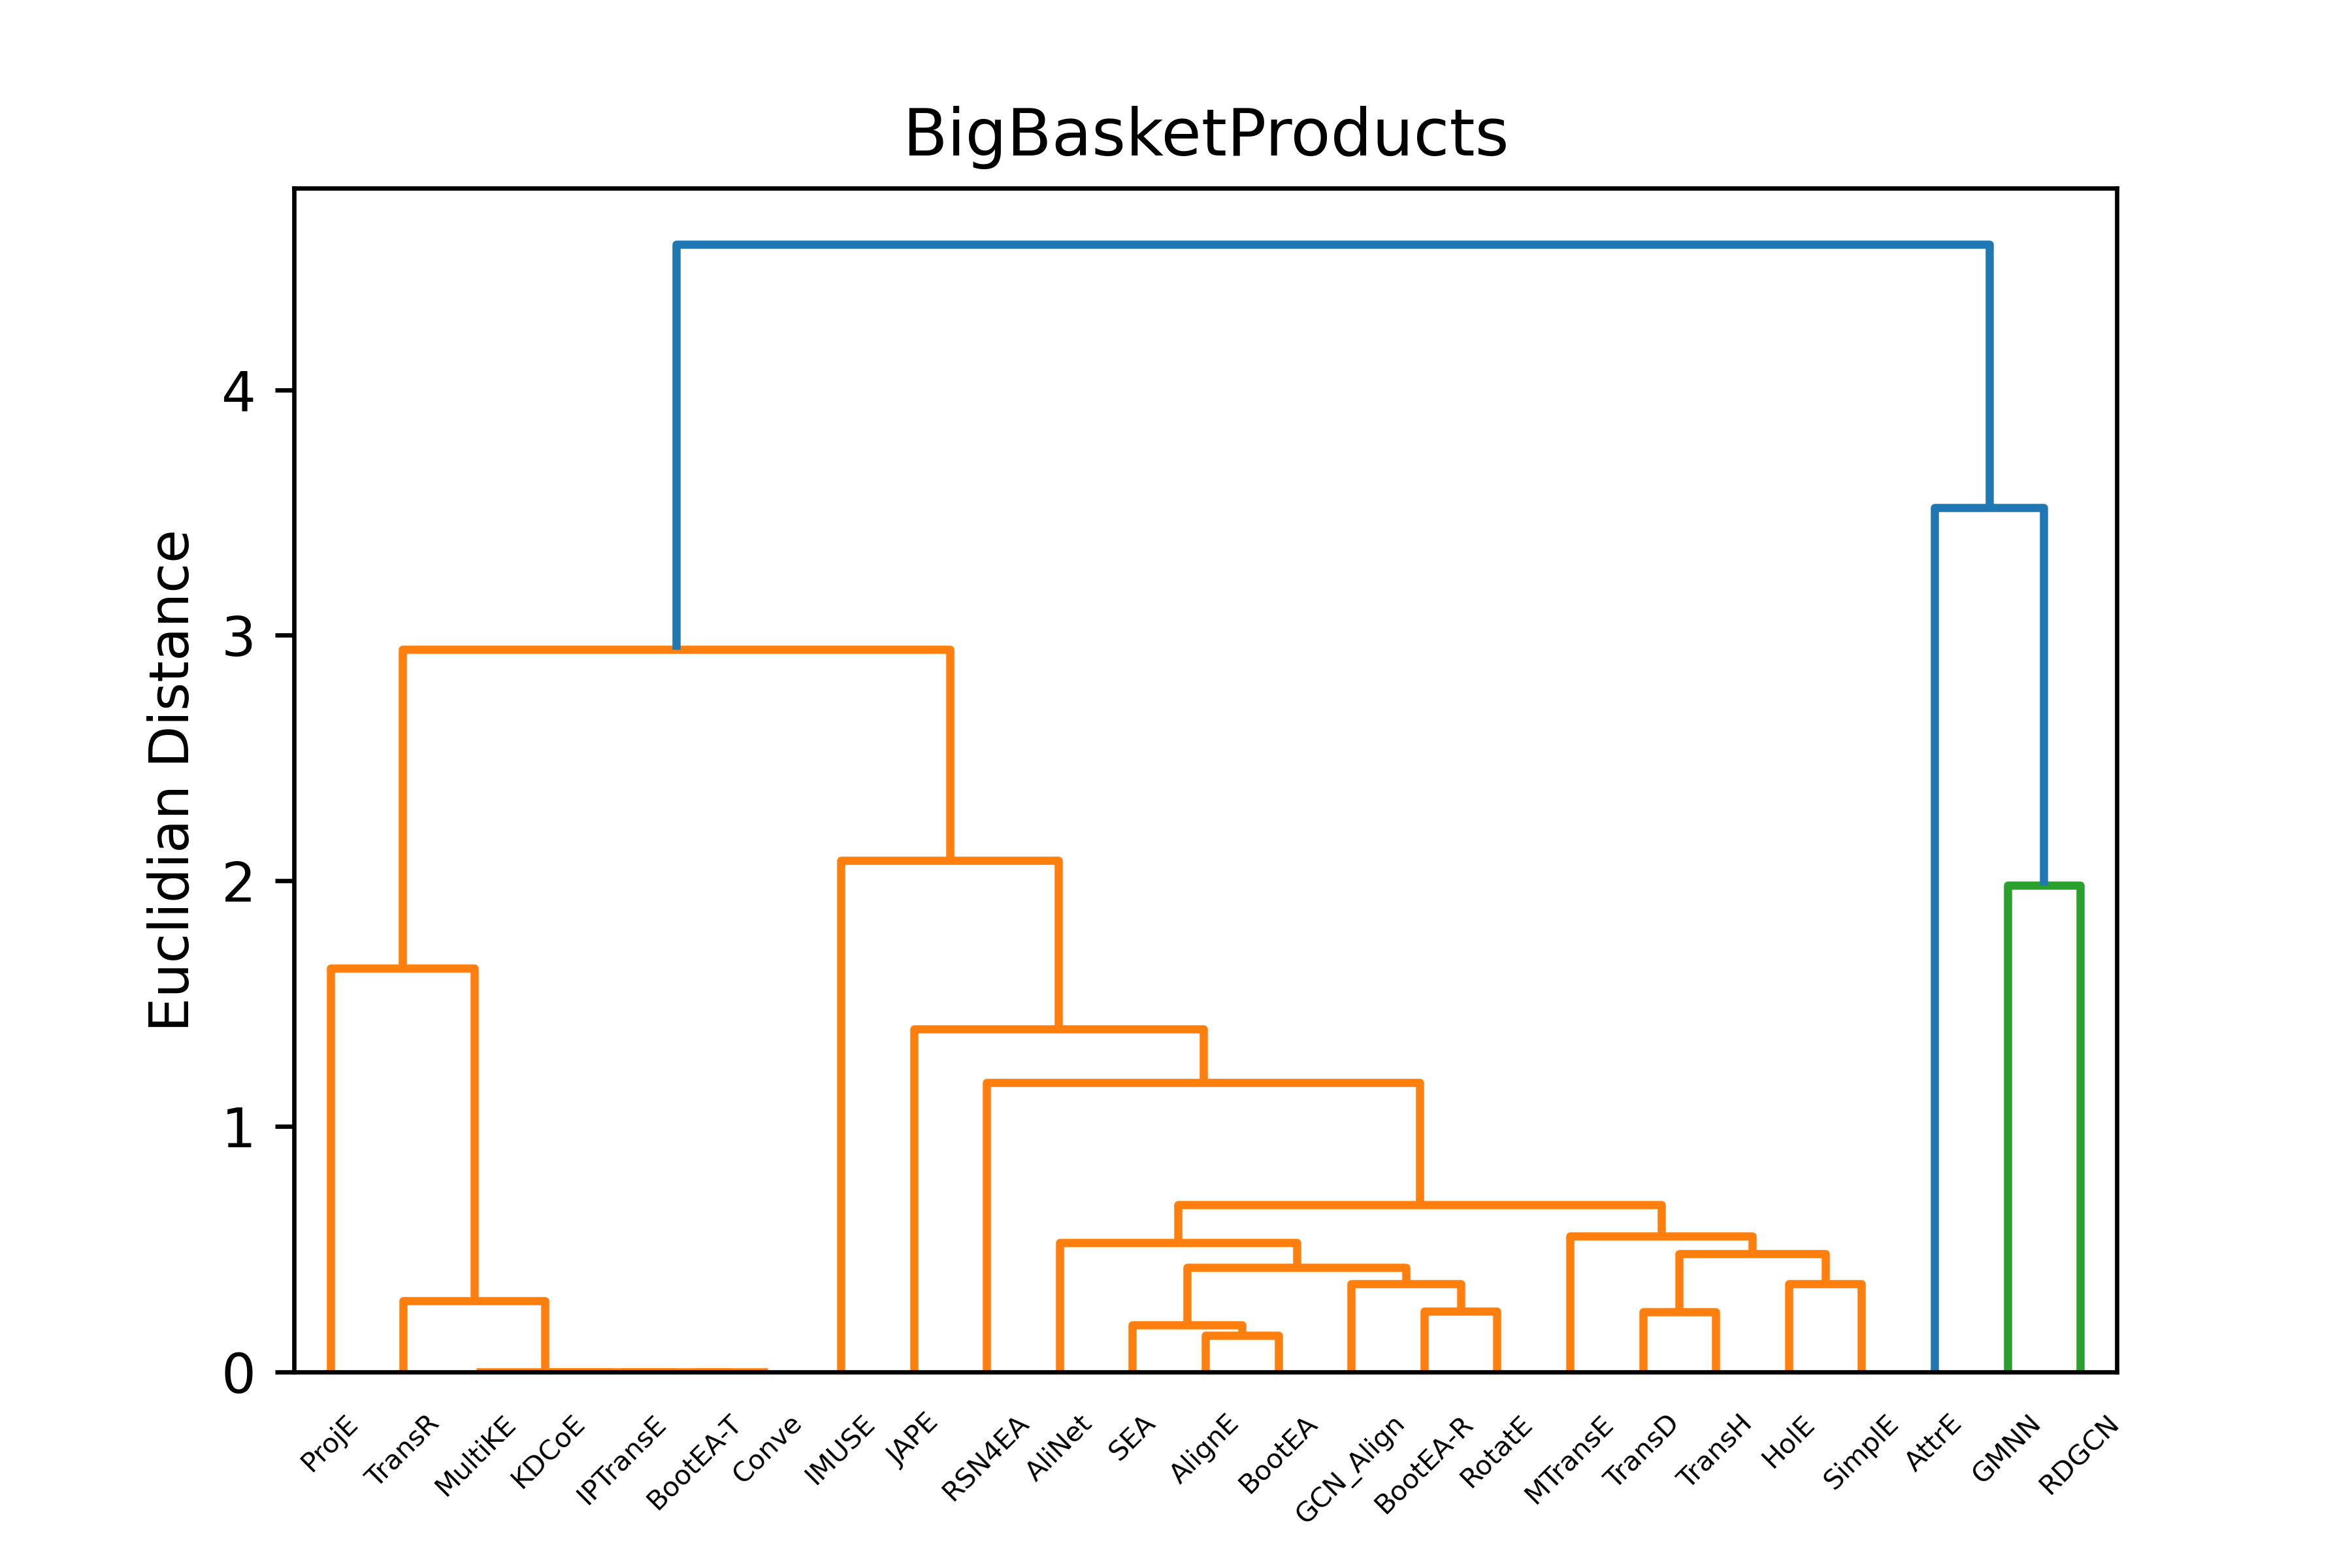 BigBasketProducts
Euclidian Distance
4
3
2
1
0
ProjE
TransR
MultiKE
KDCoE
IPTransE
BootEA-T
Conve
IMUSE
JAPE
RSN4EA
AliNet
SEA
AlignE
BootEA
GCN_Align
BootEA-R
RotatE
MTransE
TransD
TransH
HolE
SimplE
AttrE
GMNN
RDGCN